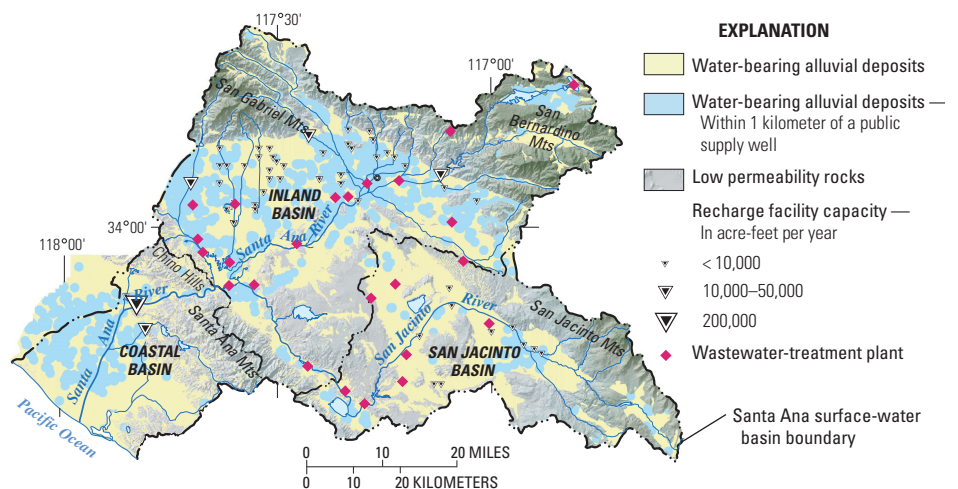 117°30'
117°00'
San Gabriel Mts
San
Bernardino
Mts
INLAND
BASIN
Santa Ana River
34°00'
118°00'
Chino Hills
Santa Ana River
Santa Ana Mts
COASTAL
BASIN
Pacific Ocean
San Jacinto River
San Jacinto Mts
SAN JACINTO
BASIN
0 10 20 MILES
0 10 20 KILOMETERS
EXPLANATION
Water-bearing alluvial deposits
Water-bearing alluvial deposits —
Within 1 kilometer of a public
supply well
Low permeability rocks
Recharge facility capacity —
In acre-feet per year
< 10,000
10,000–50,000
200,000
Wastewater-treatment plant
Santa Ana surface-water
basin boundary